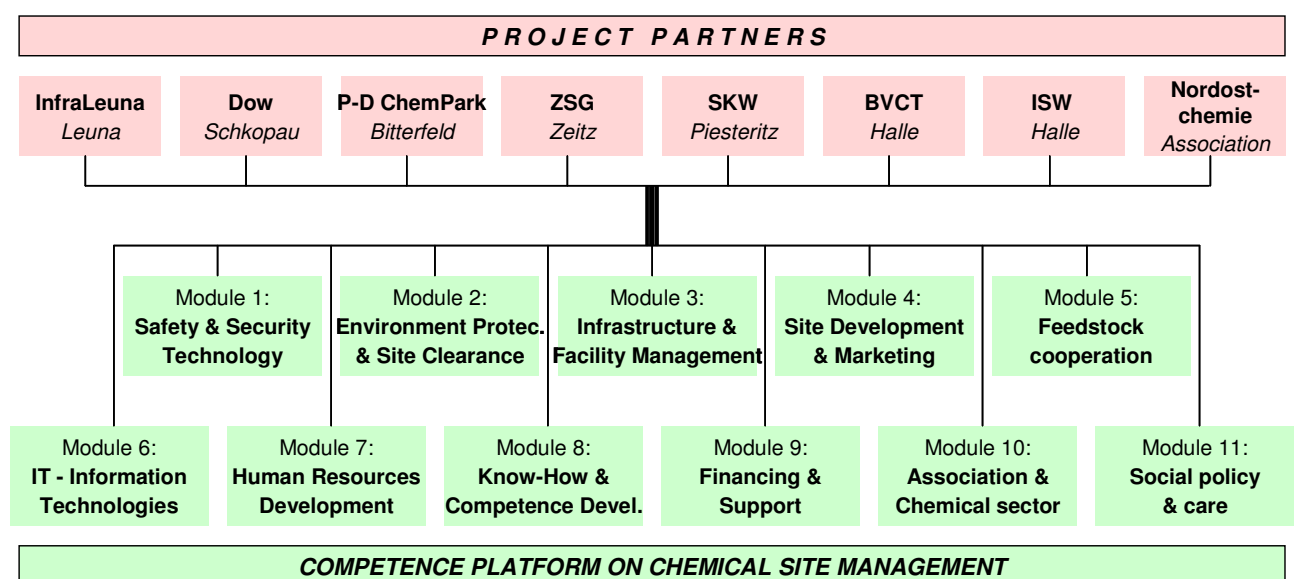 PROJECT PARTNERS
InfraLeuna
Leuna
Dow
Schkopau
P-D ChemPark
Bitterfeld
ZSG
Zeitz
SKW
Piesteritz
BVCT
Halle
ISW
Halle
Nordost-
chemie
Association
Module 1:
Safety & Security
Technology
Module 2:
Environment Protec.
& Site Clearance
Module 3:
Infrastructure &
Facility Management
Module 4:
Site Development
& Marketing
Module 5:
Feedstock
cooperation
Module 6:
IT - Information
Technologies
Module 7:
Human Resources
Development
Module 8:
Know-How &
Competence Devel.
Module 9:
Financing &
Support
Module 10:
Association &
Chemical sector
Module 11:
Social policy
& care
COMPETENCE PLATFORM ON CHEMICAL SITE MANAGEMENT